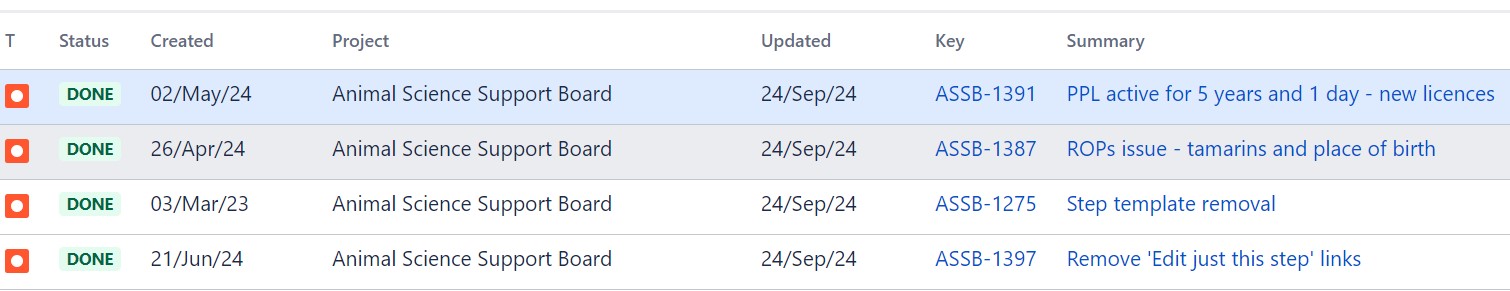 T Status Created Project Updated Key Summary
DONE 02/May/24 Animal Science Support Board 24/Sep/24 ASSB-1391 PPL active for 5 years and 1 day - new licences
DONE 26/Apr/24 Animal Science Support Board 24/Sep/24 ASSB-1387 ROPs issue - tamarins and place of birth
DONE 03/Mar/23 Animal Science Support Board 24/Sep/24 ASSB-1275 Step template removal
DONE 21/Jun/24 Animal Science Support Board 24/Sep/24 ASSB-1397 Remove 'Edit just this step' links